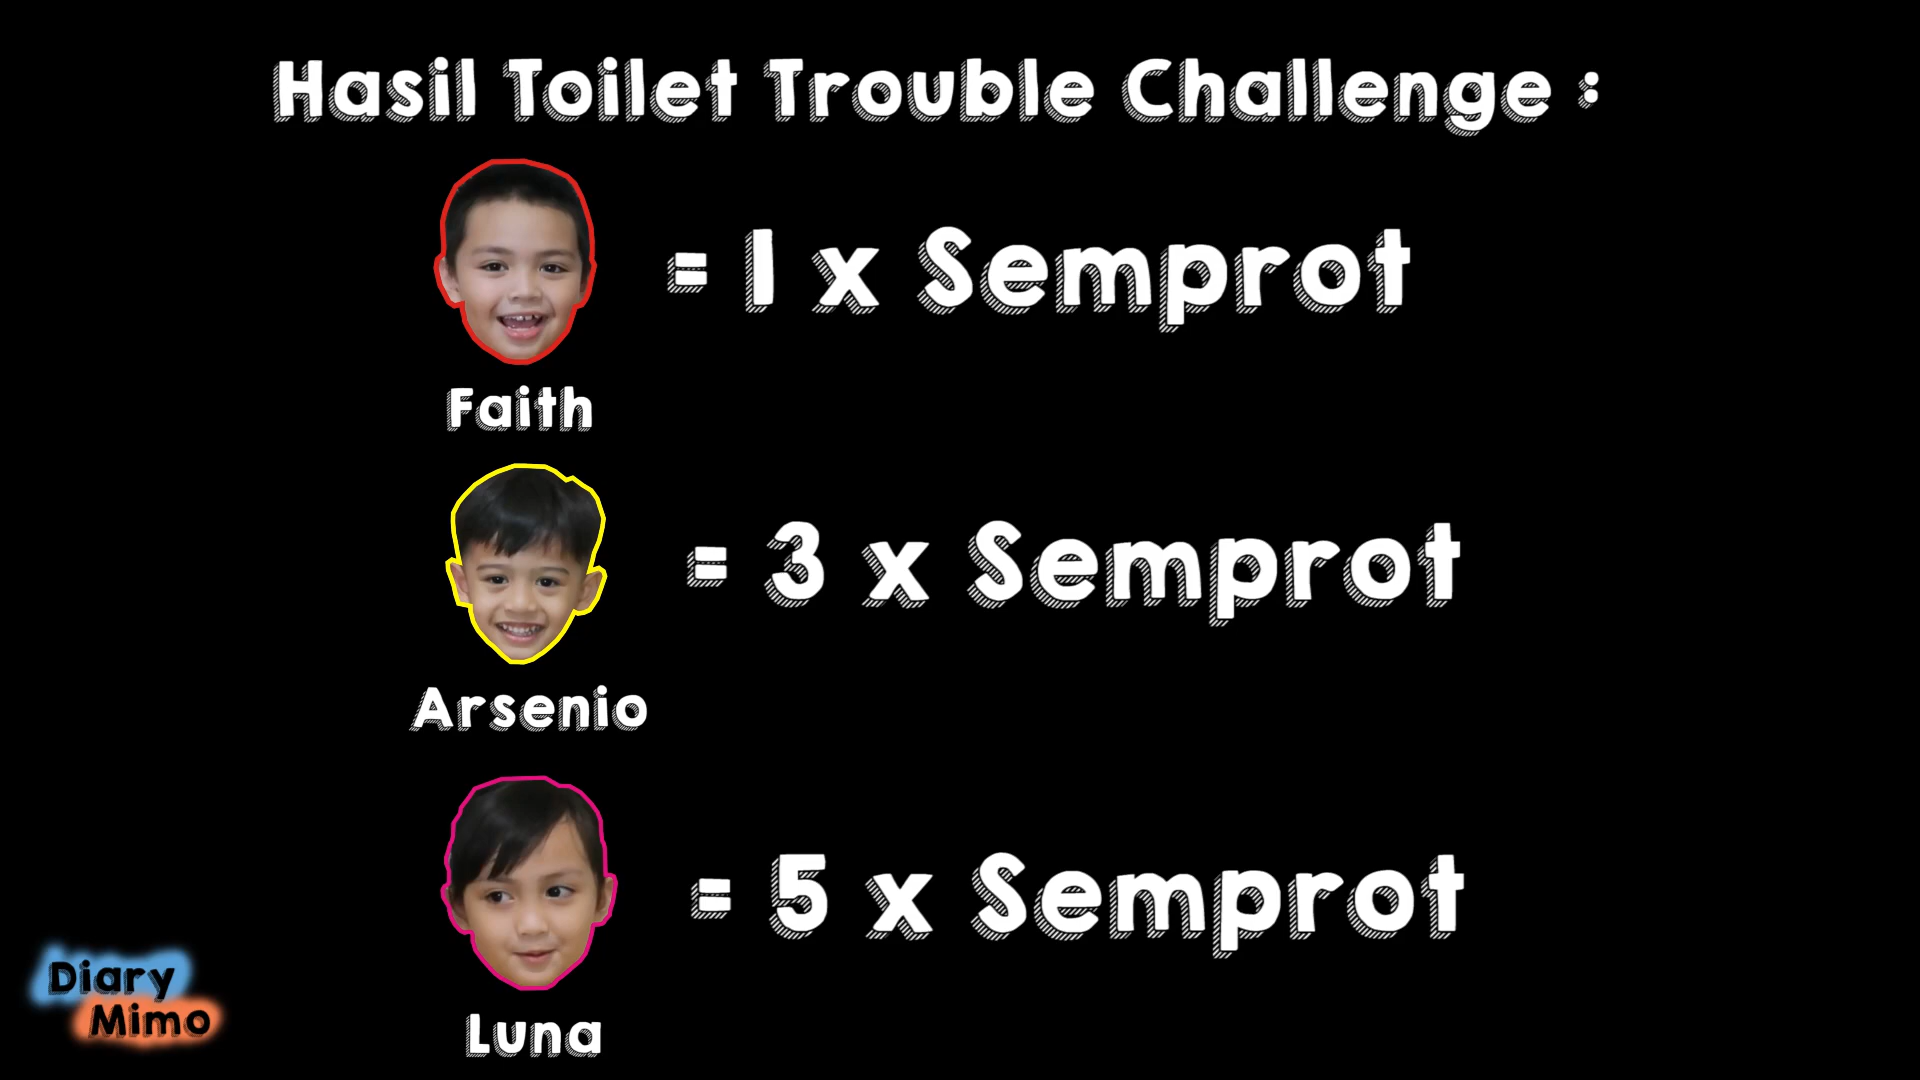 Hasil Toilet Trouble Challenge :
= 1 x Semprot
Faith
= 3 x Semprot
Arsenio
= 5 x Semprot
Luna
Diary
Mimo